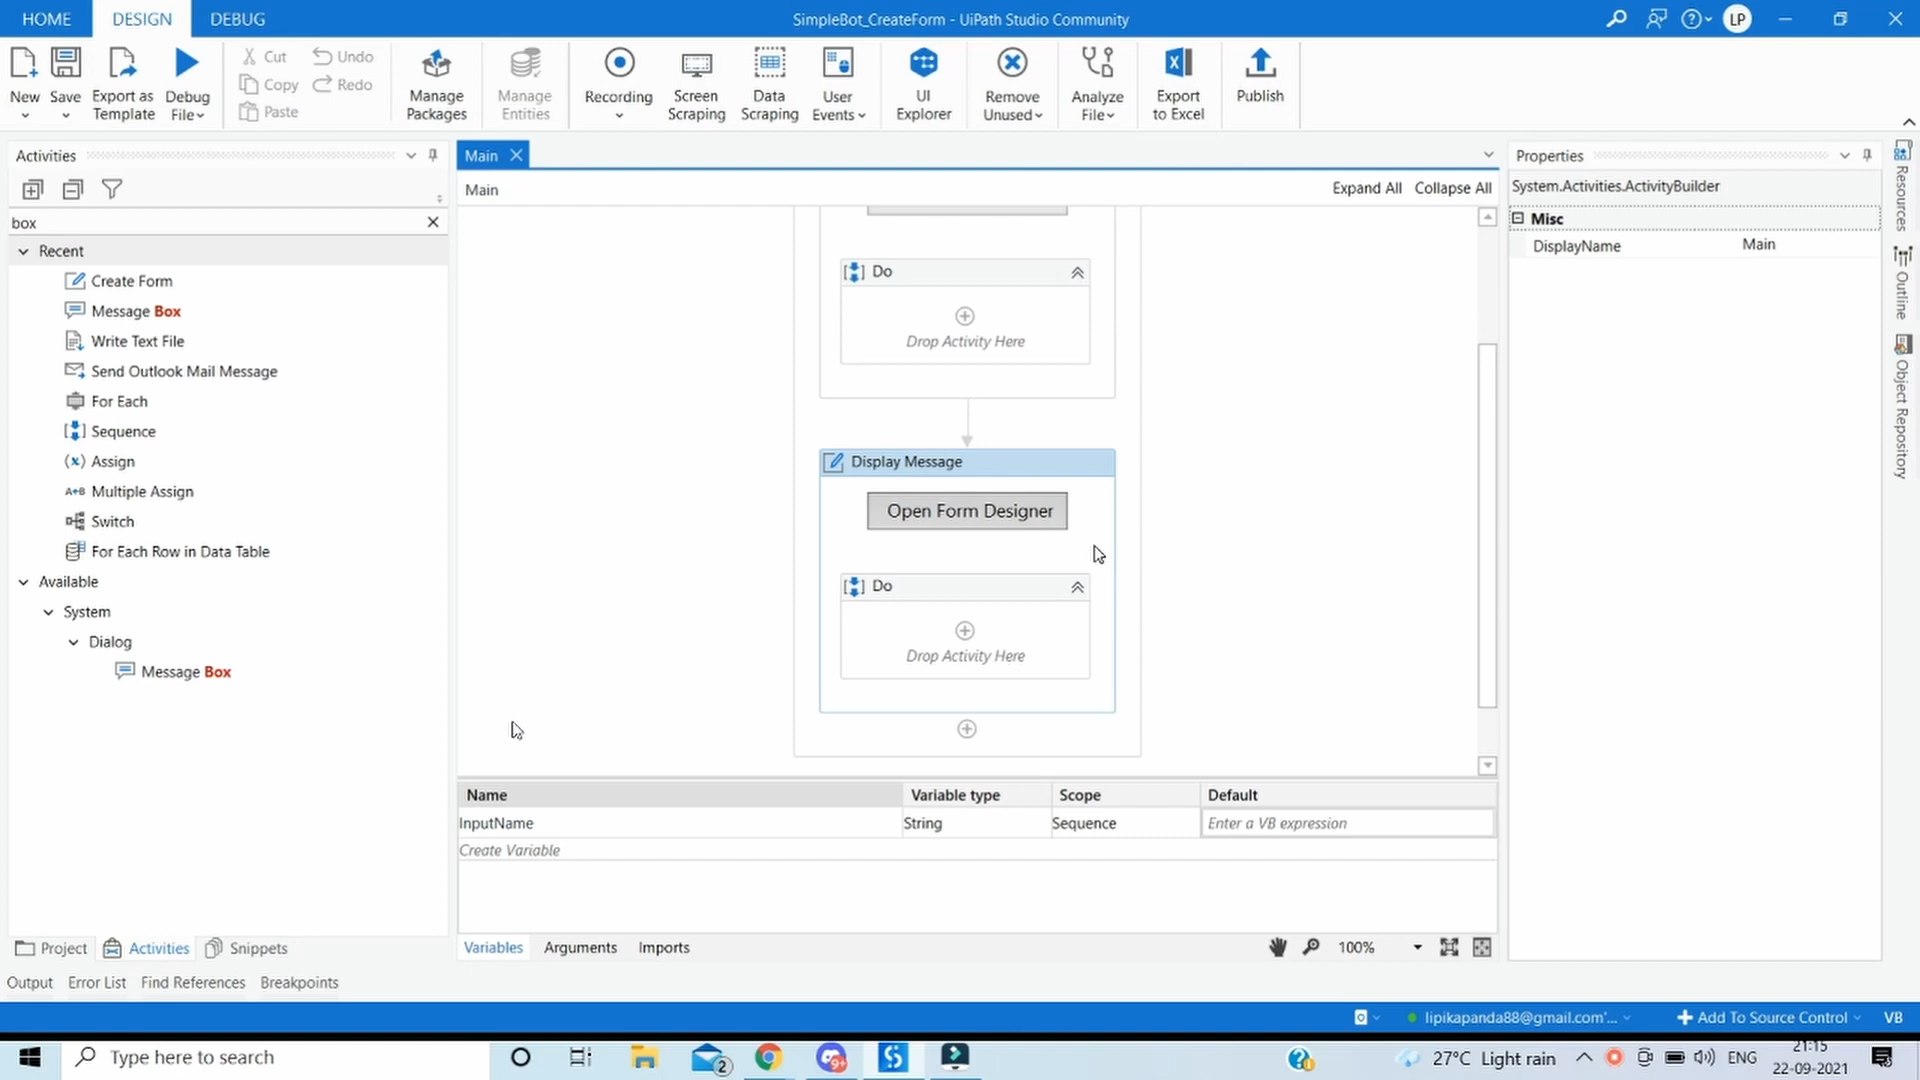 HOME
DESIGN
DEBUG
SimpleBot_CreateForm - UiPath Studio Community
LP
New
Save
Export as
Template
Debug
File
Cut
Copy
Paste
Undo
Redo
Manage
Packages
Manage
Entities
Recording
Screen
Scraping
Data
Scraping
User
Events
UI
Explorer
Remove
Unused
Analyze
File
Export
to Excel
Publish
Activities
box
Recent
Create Form
Message Box
Write Text File
Send Outlook Mail Message
For Each
Sequence
Assign
Multiple Assign
Switch
For Each Row in Data Table
Available
System
Dialog
Message Box
Project
Activities
Snippets
Main
Main
Expand All
Collapse All
Do
Drop Activity Here
Display Message
Open Form Designer
Do
Drop Activity Here
Name
Variable type
Scope
Default
InputName
String
Sequence
Enter a VB expression
Create Variable
Variables
Arguments
Imports
100%
Properties
System.Activities.ActivityBuilder
Misc
DisplayName
Main
Resources
Outline
Object Repository
Output
Error List
Find References
Breakpoints
lipikapanda88@gmail.com'...
Add To Source Control
VB
Type here to search
2
9+
27°C Light rain
ENG
21:15
22-09-2021